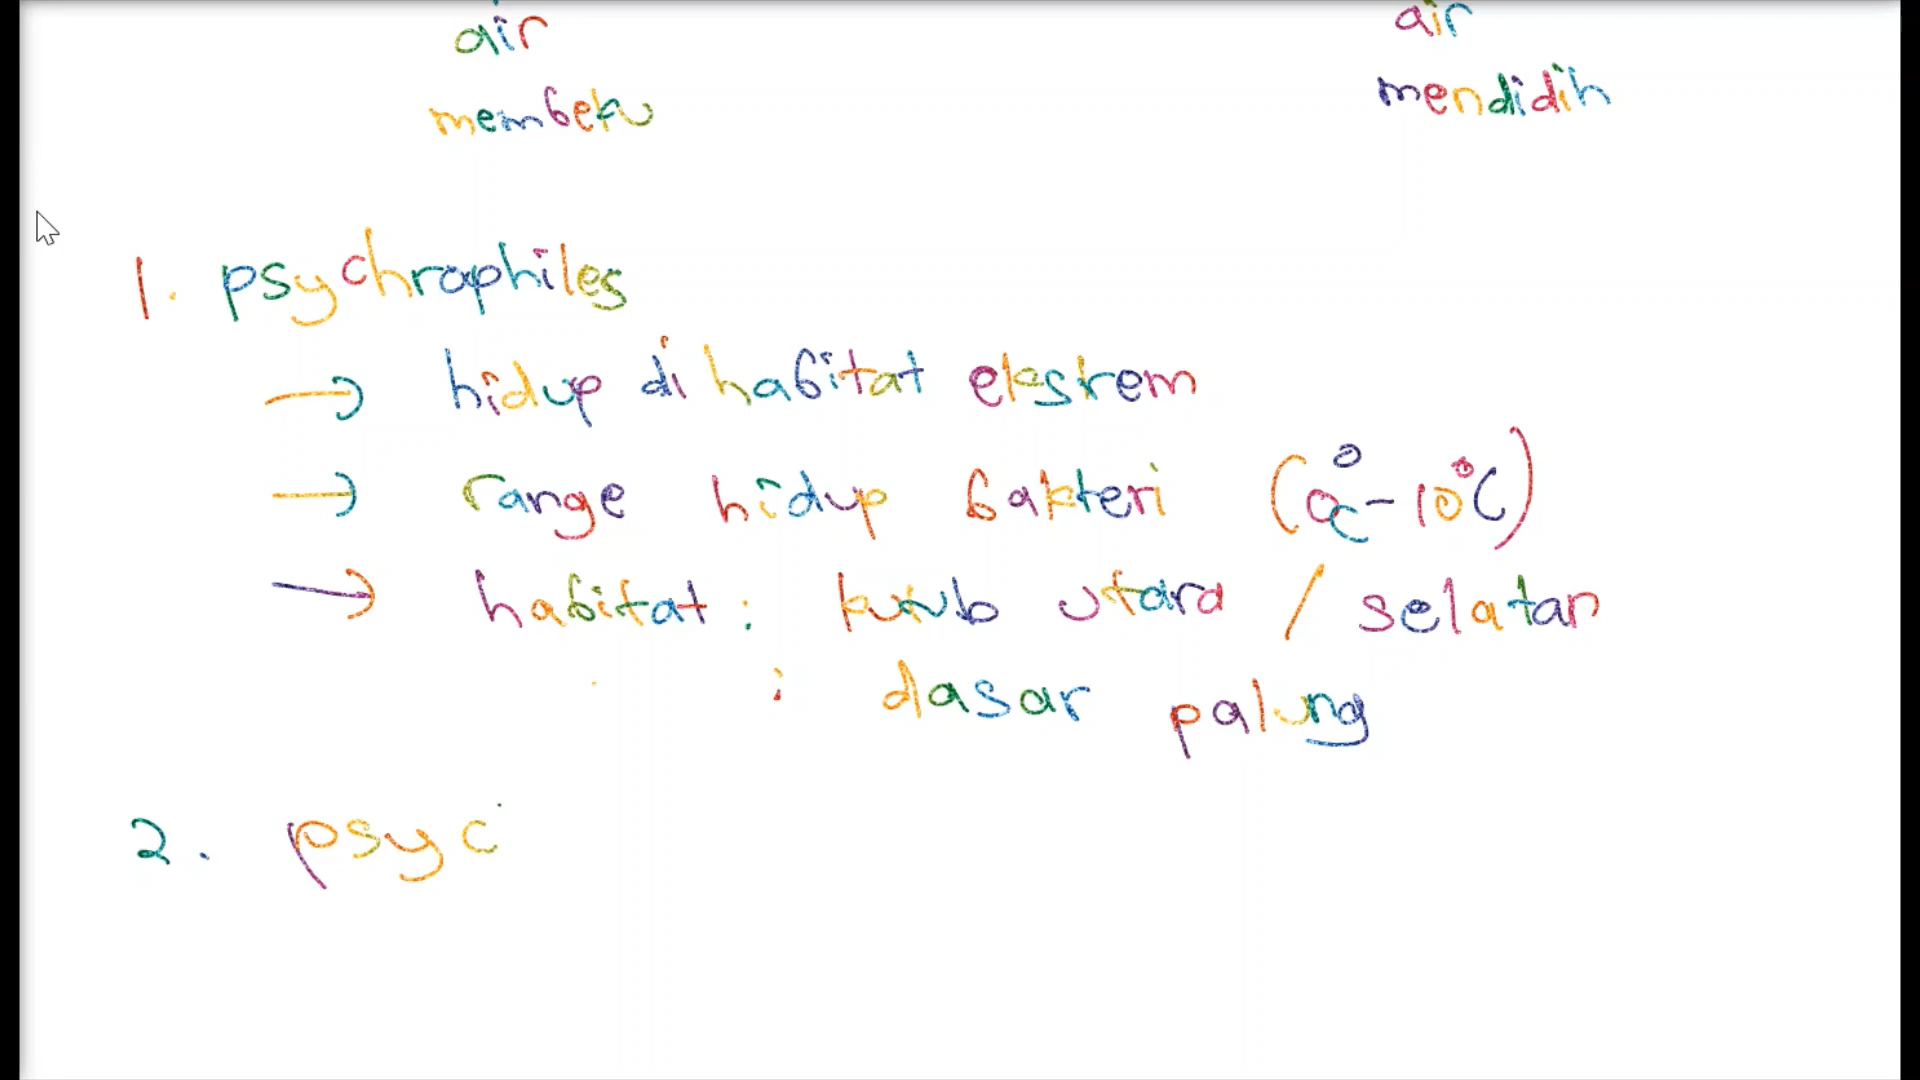 air air
membeku mendidih
1. psychrophiles
→ hidup di habitat ekstrem
→ range hidup bakteri (0°C - 10°C)
→ habitat : kutub utara / selatan
: dasar palung
2. psyc